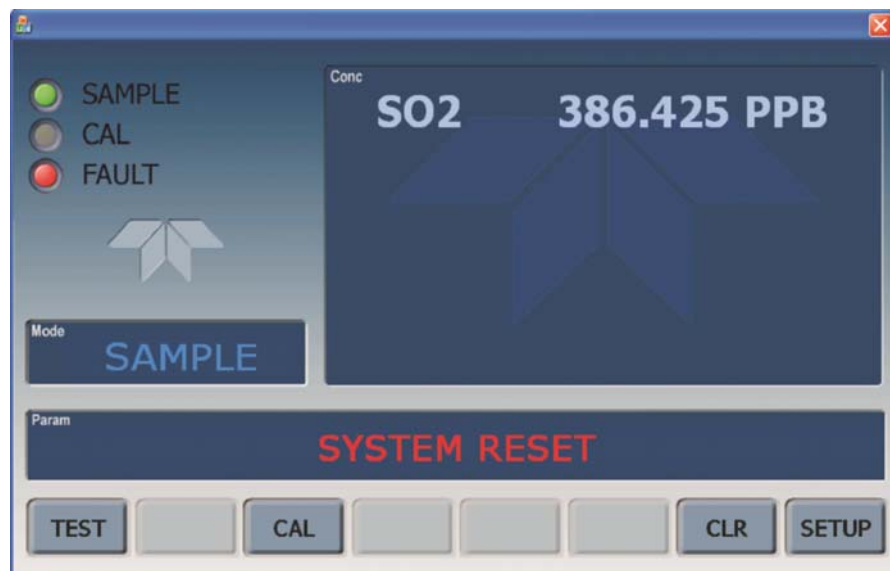 SAMPLE
CAL
FAULT
Conc
SO2 386.425 PPB
Mode
SAMPLE
Param
SYSTEM RESET
TEST CAL CLR SETUP